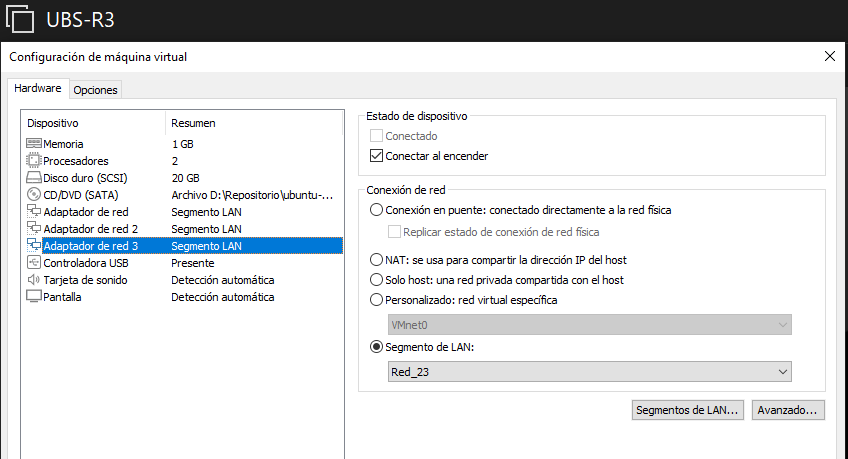 UBS-R3
Configuración de máquina virtual
Hardware
Opciones
Dispositivo Resumen
Memoria 1 GB
Procesadores 2
Disco duro (SCSI) 20 GB
CD/DVD (SATA) Archivo D:\Repositorio\ubuntu-...
Adaptador de red Segmento LAN
Adaptador de red 2 Segmento LAN
Adaptador de red 3 Segmento LAN
Controladora USB Presente
Tarjeta de sonido Detección automática
Pantalla Detección automática
Estado de dispositivo
Conectado
Conectar al encender
Conexión de red
Conexión en puente: conectado directamente a la red física
Replicar estado de conexión de red física
NAT: se usa para compartir la dirección IP del host
Solo host: una red privada compartida con el host
Personalizado: red virtual específica
VMnet0
Segmento de LAN:
Red_23
Segmentos de LAN...
Avanzado...